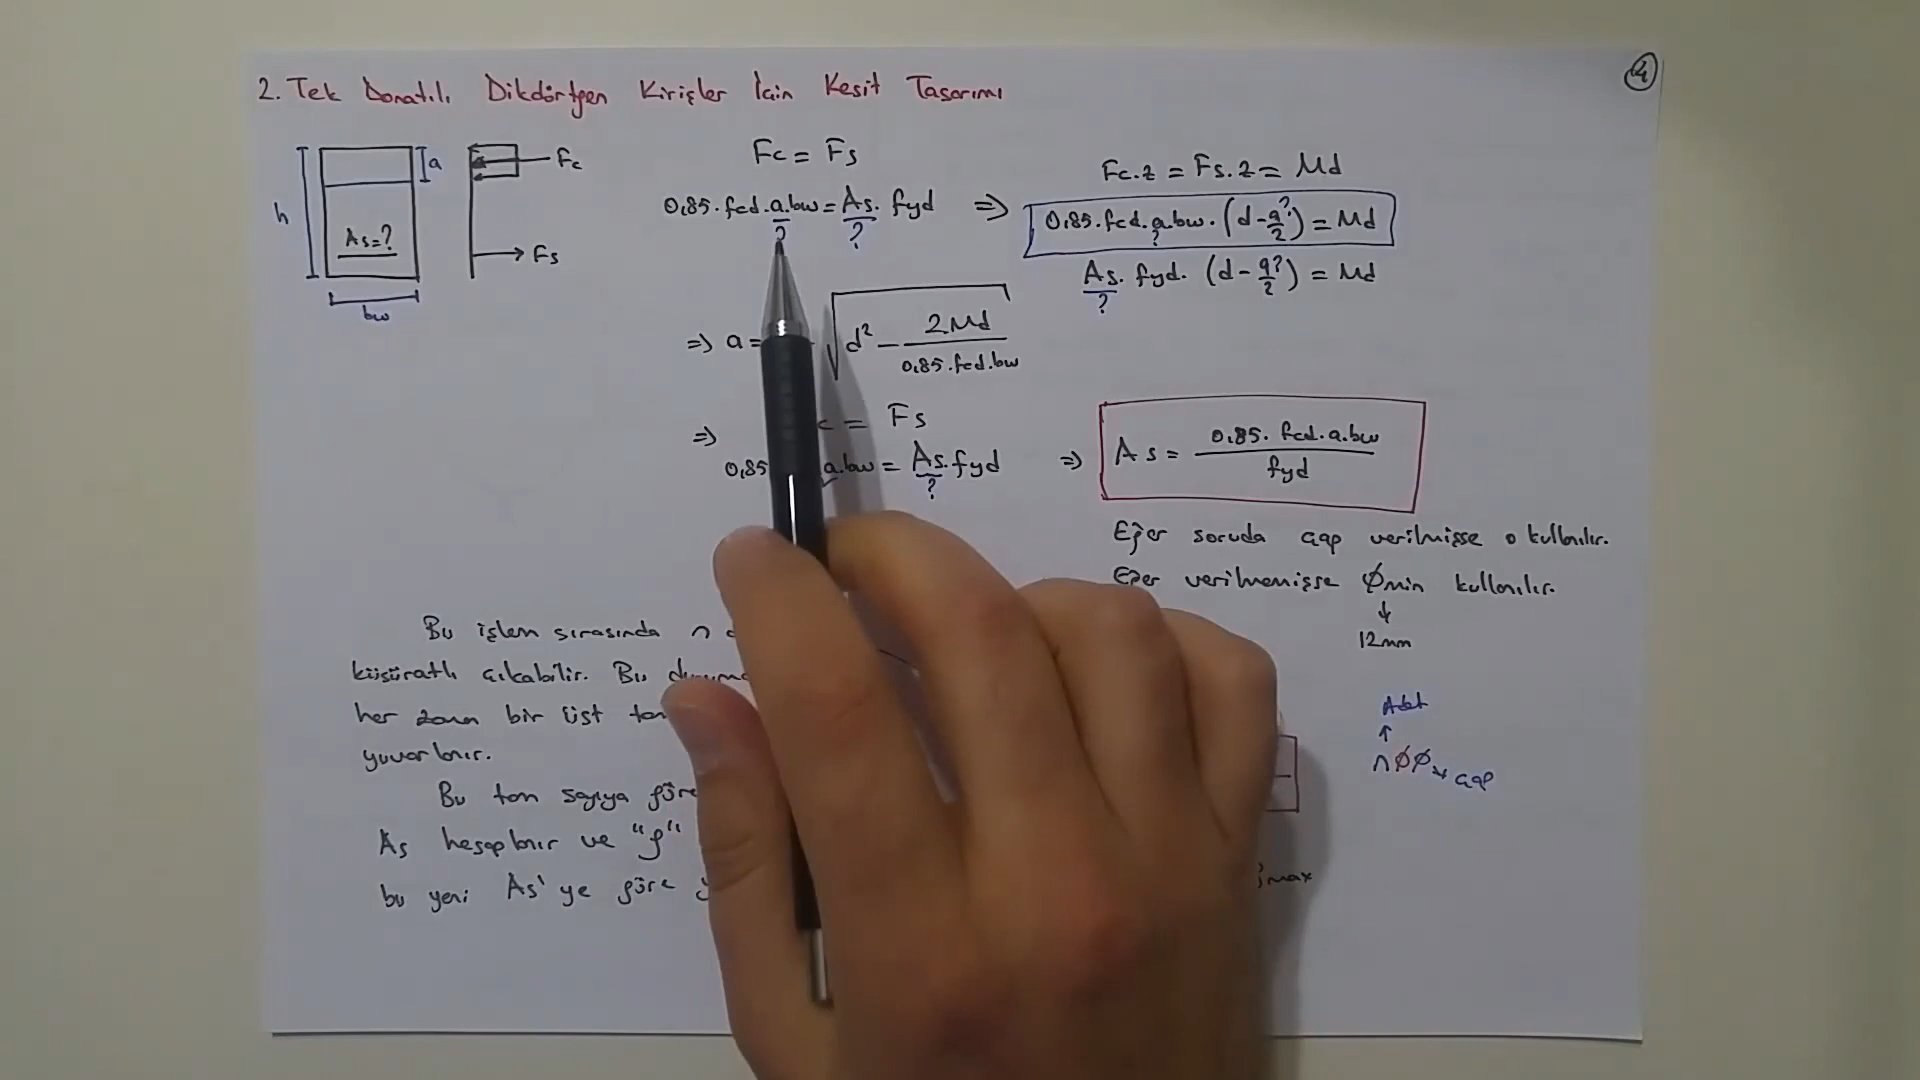 2. Tek Donatılı Dikdörtgen Kirişler İçin Kesit Tasarımı
4
h
a
As=?
bw
Fc
Fs
Fc = Fs
0,85.fcd.a.bw = As.fyd ⇒
? ?
Fc.z = Fs.z = Md
0,85.fcd.a.bw.(d-a?/2) = Md
?
As. fyd. (d-a?/2) = Md
?
⇒ a = √ d² - 2Md / 0,85.fcd.bw
⇒ = Fs
0,85 a.bw = As.fyd
?
⇒ As = 0,85. fcd.a.bw / fyd
Eğer soruda çap verilmişse o kullanılır.
Eğer verilmemişse Ømin kullanılır.
↓
12mm
Bu işlem sırasında n
küsüratlı çıkabilir. Bu
her zaman bir üst
yuvarlanır.
Bu tam sayıya göre
As hesaplanır ve "ρ"
bu yeni As'ye göre
Adet
↑
nØØ→çap
max